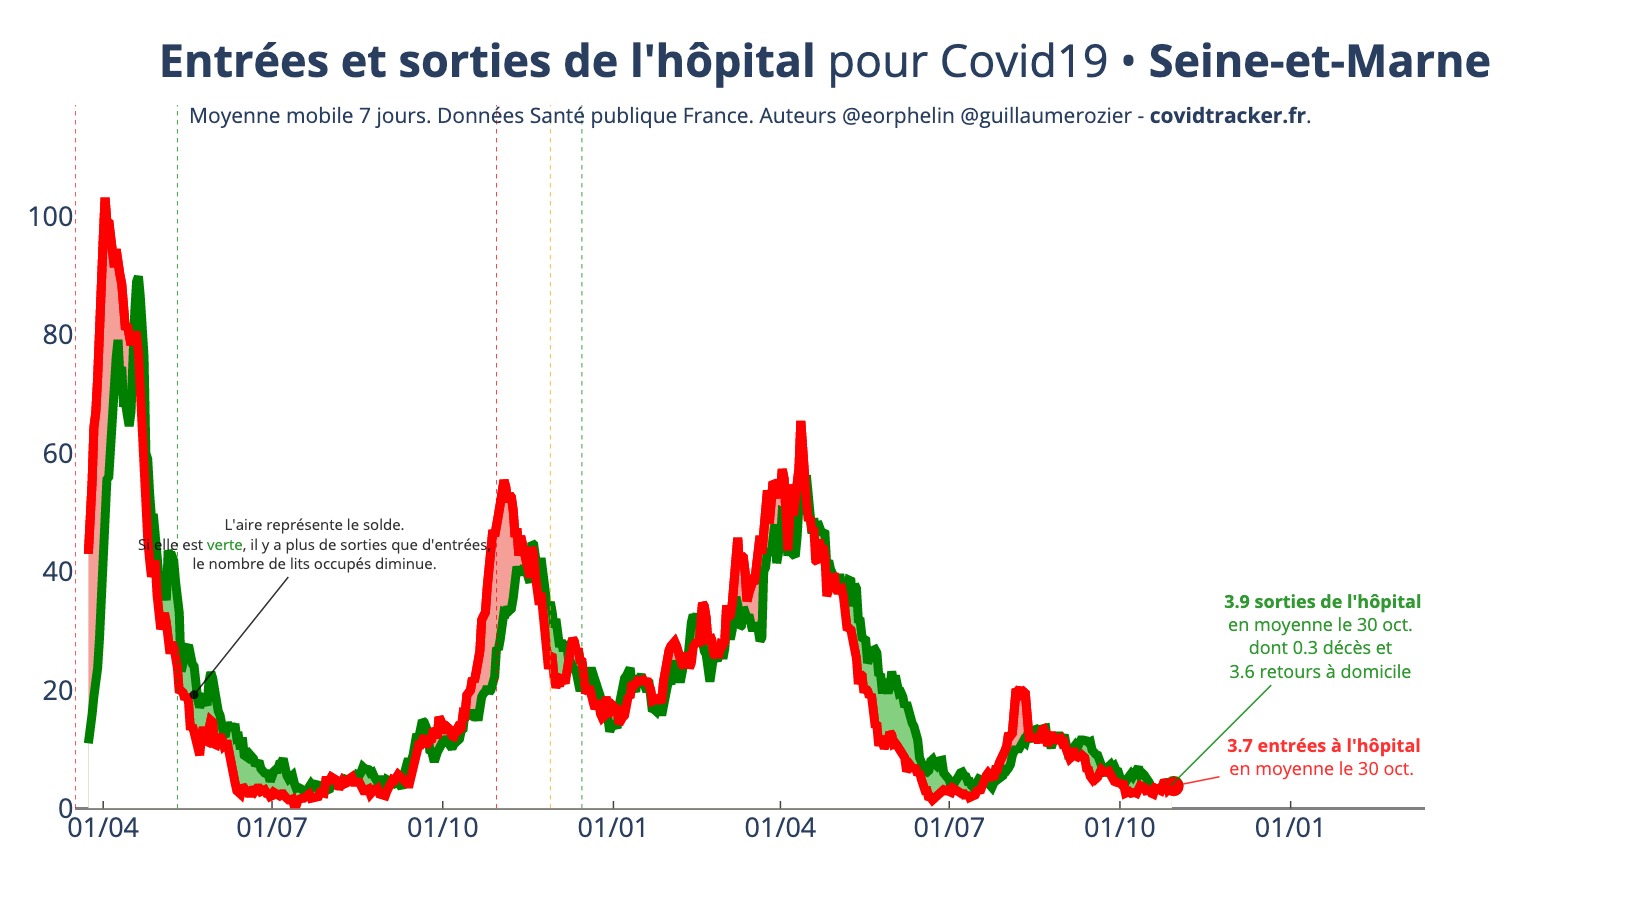 Entrées et sorties de l'hôpital pour Covid19 • Seine-et-Marne
Moyenne mobile 7 jours. Données Santé publique France. Auteurs @eorphelin @guillaumerozier - covidtracker.fr.
100
80
60
40
20
0
L'aire représente le solde.
Si elle est verte, il y a plus de sorties que d'entrées,
le nombre de lits occupés diminue.
3.9 sorties de l'hôpital
en moyenne le 30 oct.
dont 0.3 décès et
3.6 retours à domicile
3.7 entrées à l'hôpital
en moyenne le 30 oct.
01/04 01/07 01/10 01/01 01/04 01/07 01/10 01/01